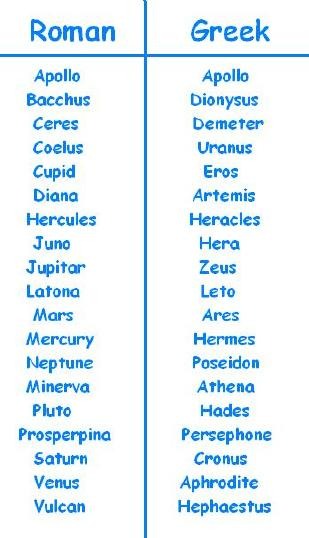 Roman Greek
Apollo Apollo
Bacchus Dionysus
Ceres Demeter
Coelus Uranus
Cupid Eros
Diana Artemis
Hercules Heracles
Juno Hera
Jupitar Zeus
Latona Leto
Mars Ares
Mercury Hermes
Neptune Poseidon
Minerva Athena
Pluto Hades
Prosperpina Persephone
Saturn Cronus
Venus Aphrodite
Vulcan Hephaestus